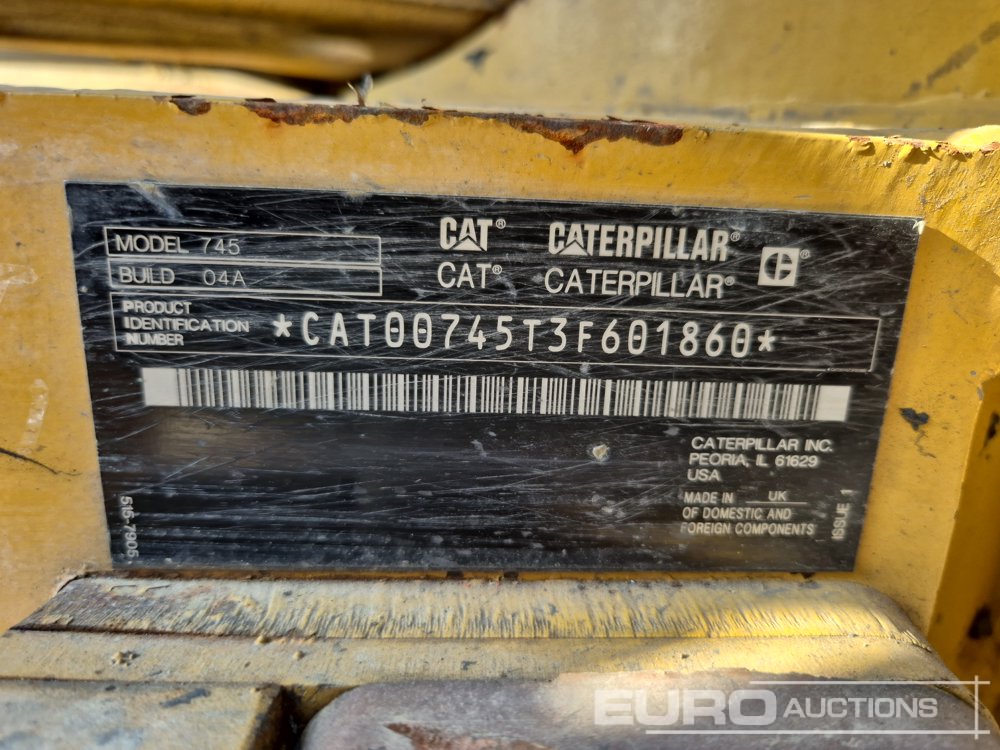 MODEL 745
BUILD 04A
CAT® CATERPILLAR®
CAT® CATERPILLAR®
C®
PRODUCT
IDENTIFICATION
NUMBER
*CAT00745T3F601860*
CATERPILLAR INC.
PEORIA, IL 61629
USA
MADE IN UK
OF DOMESTIC AND
FOREIGN COMPONENTS
ISSUE 1
515-7905
EURO AUCTIONS